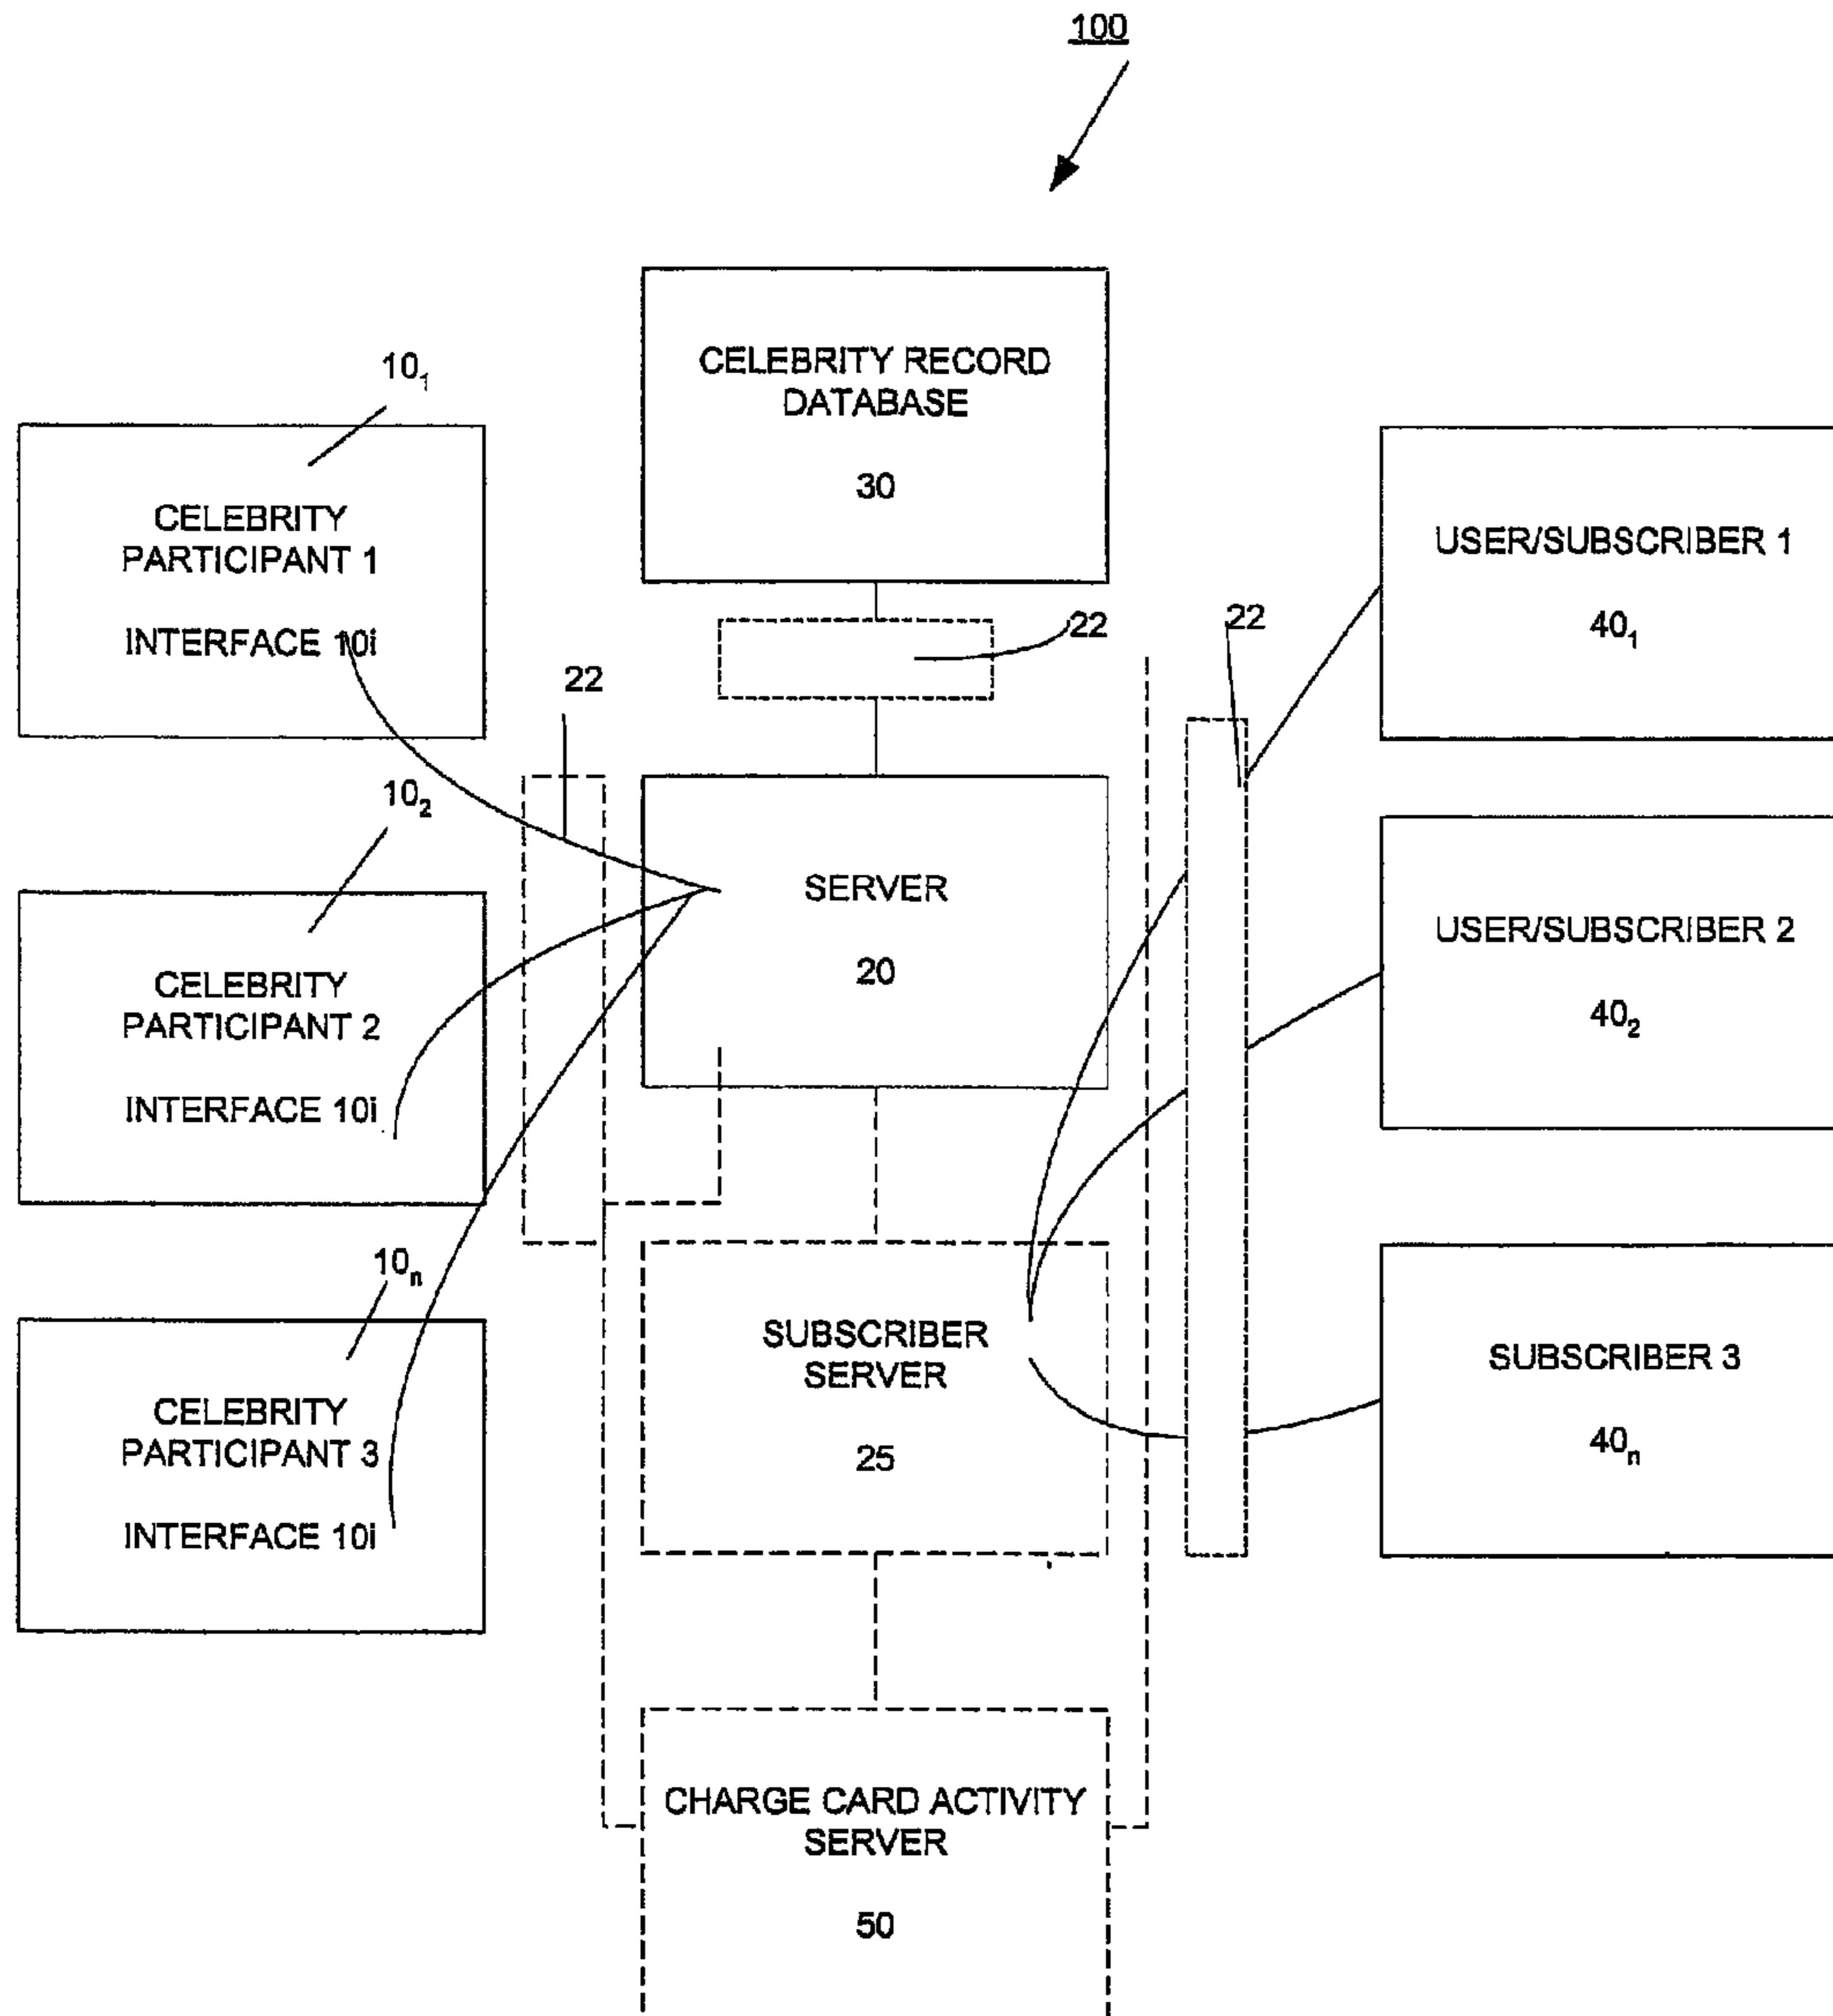 100
CELEBRITY RECORD
DATABASE
30
10₁
CELEBRITY
PARTICIPANT 1
INTERFACE 10i
22
22
22
USER/SUBSCRIBER 1
40₁
10₂
CELEBRITY
PARTICIPANT 2
INTERFACE 10i
SERVER
20
USER/SUBSCRIBER 2
40₂
10ₙ
CELEBRITY
PARTICIPANT 3
INTERFACE 10i
SUBSCRIBER
SERVER
25
SUBSCRIBER 3
40ₙ
CHARGE CARD ACTIVITY
SERVER
50